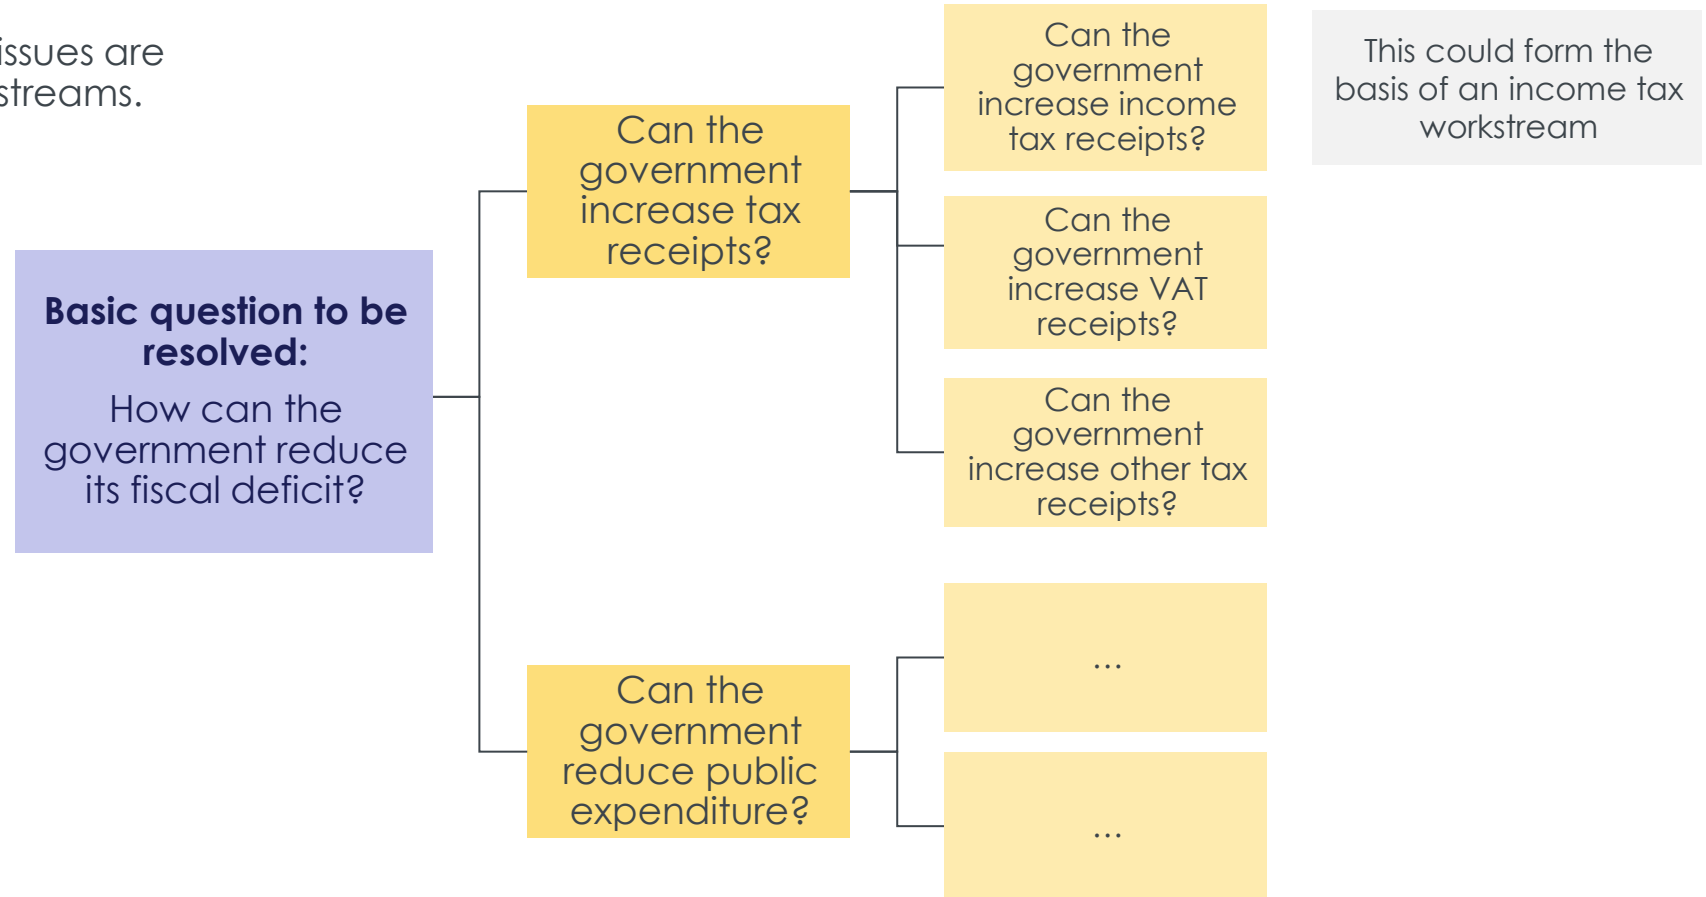 issues are
streams.
Basic question to be
resolved:
How can the
government reduce
its fiscal deficit?
Can the
government
increase tax
receipts?
Can the
government
increase income
tax receipts?
This could form the
basis of an income tax
workstream
Can the
government
increase VAT
receipts?
Can the
government
increase other tax
receipts?
Can the
government
reduce public
expenditure?
...
...